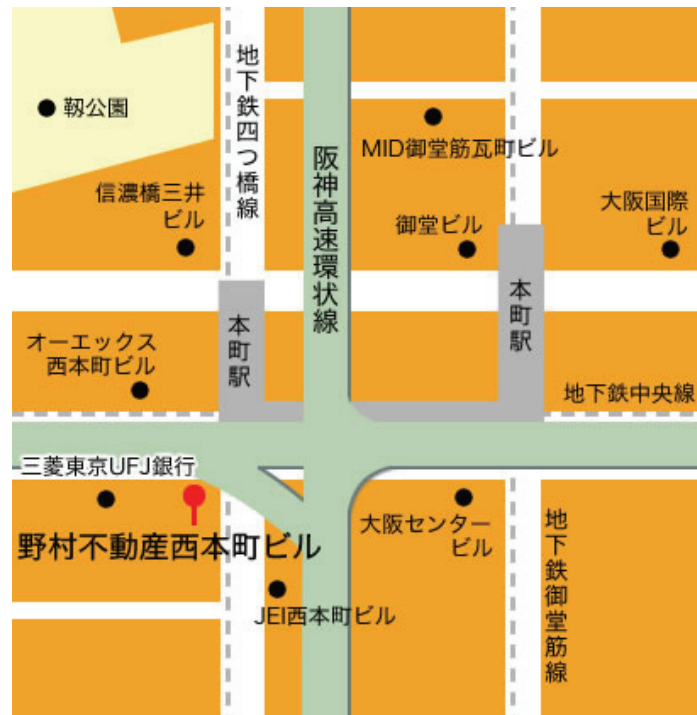 地下鉄四つ橋線
靱公園
阪神高速環状線
MID御堂筋瓦町ビル
信濃橋三井
ビル
御堂ビル
大阪国際
ビル
本町駅
本町駅
オーエックス
西本町ビル
地下鉄中央線
三菱東京UFJ銀行
野村不動産西本町ビル
大阪センター
ビル
地下鉄御堂筋線
JEI西本町ビル